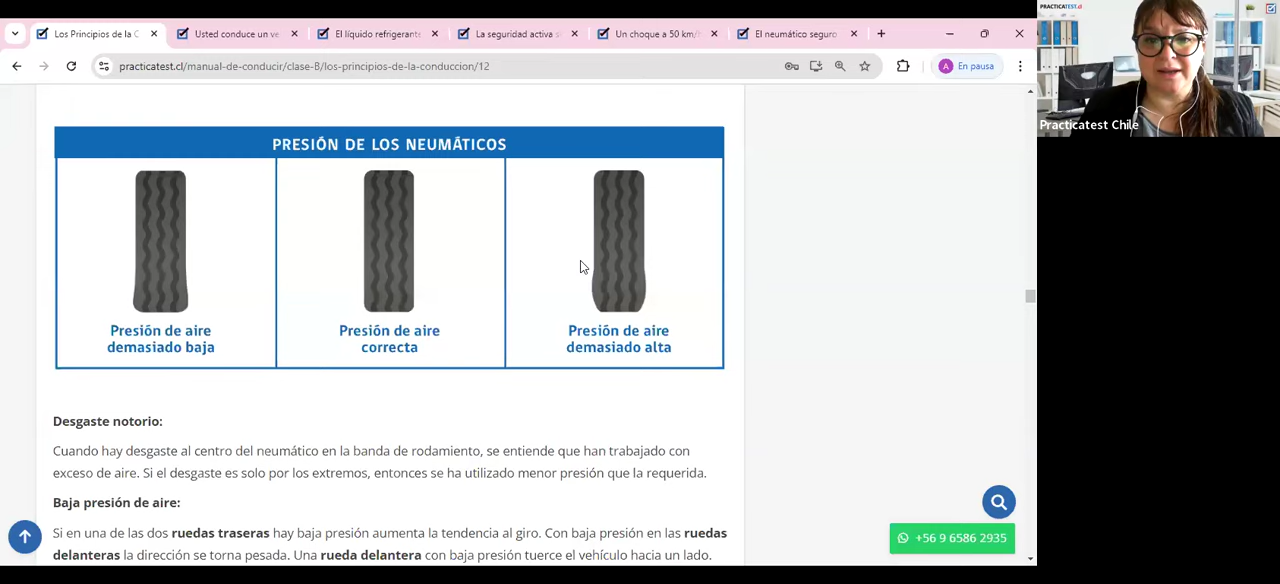 Los Principios de la C
Usted conduce un ve
El líquido refrigerante
La seguridad activa s
Un choque a 50 km/h
El neumático seguro
practicatest.cl/manual-de-conducir/clase-B/los-principios-de-la-conduccion/12
A
En pausa
PRACTICATEST.cl
Practicatest Chile
PRESIÓN DE LOS NEUMÁTICOS
Presión de aire
demasiado baja
Presión de aire
correcta
Presión de aire
demasiado alta
Desgaste notorio:
Cuando hay desgaste al centro del neumático en la banda de rodamiento, se entiende que han trabajado con
exceso de aire. Si el desgaste es solo por los extremos, entonces se ha utilizado menor presión que la requerida.
Baja presión de aire:
Si en una de las dos ruedas traseras hay baja presión aumenta la tendencia al giro. Con baja presión en las ruedas
delanteras la dirección se torna pesada. Una rueda delantera con baja presión tuerce el vehículo hacia un lado.
+56 9 6586 2935